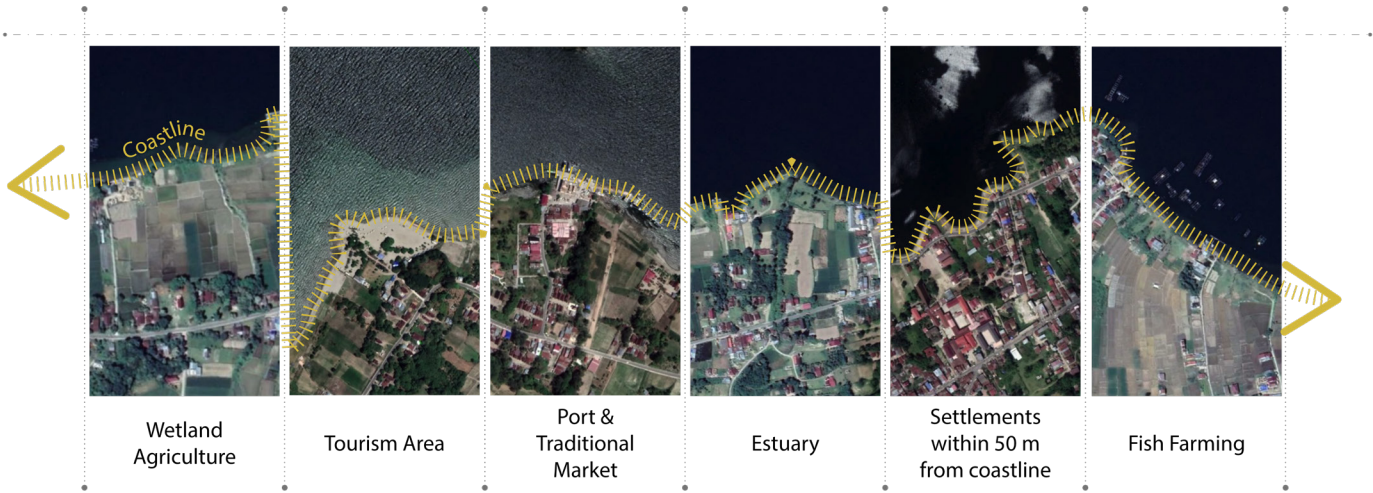 Coastline
Wetland
Agriculture
Tourism Area
Port &
Traditional
Market
Estuary
Settlements
within 50 m
from coastline
Fish Farming